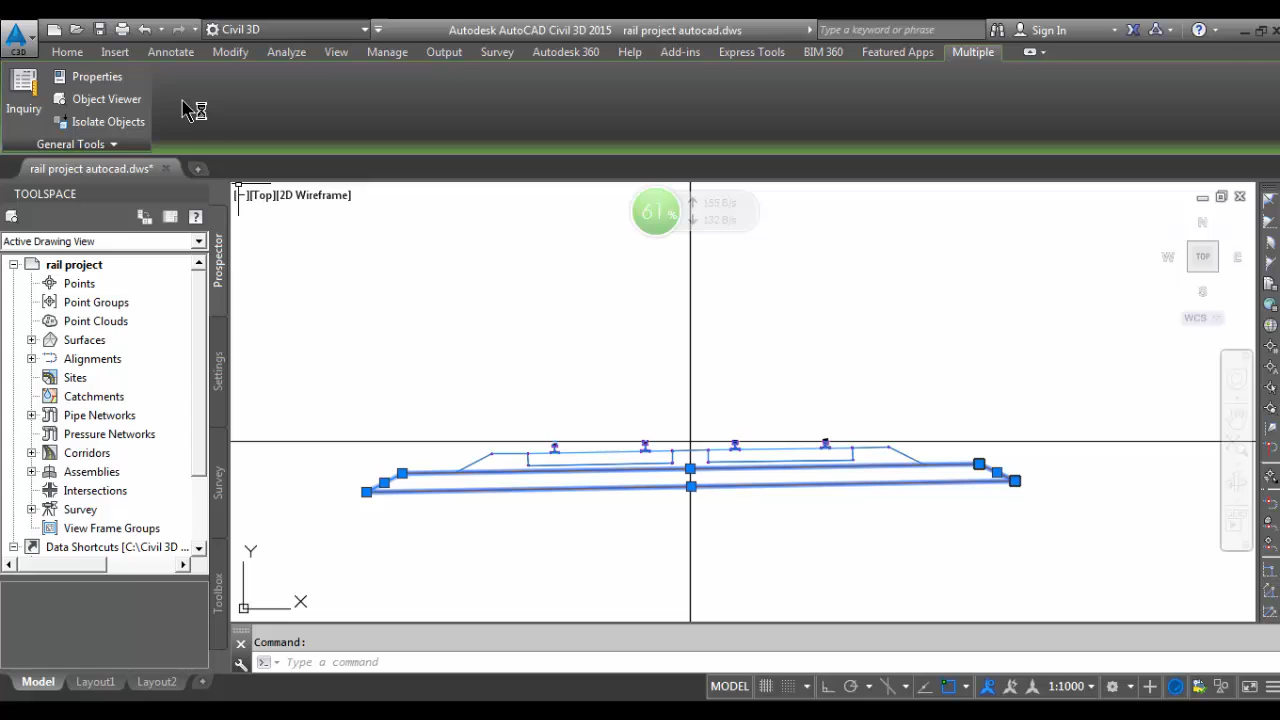 Civil 3D
Autodesk AutoCAD Civil 3D 2015 rail project autocad.dws
Type a keyword or phrase
Sign In
C3D
Home Insert Annotate Modify Analyze View Manage Output Survey Autodesk 360 Help Add-ins Express Tools BIM 360 Featured Apps Multiple
Inquiry
Properties
Object Viewer
Isolate Objects
General Tools
rail project autocad.dws*
TOOLSPACE
Active Drawing View
rail project
Points
Point Groups
Point Clouds
Surfaces
Alignments
Sites
Catchments
Pipe Networks
Pressure Networks
Corridors
Assemblies
Intersections
Survey
View Frame Groups
Data Shortcuts [C:\Civil 3D ...
Prospector
Settings
Survey
Toolbox
[−][Top][2D Wireframe]
61%
155 B/s
132 B/s
N
W TOP E
S
WCS
Y
X
Command:
Type a command
Model Layout1 Layout2
MODEL
1:1000